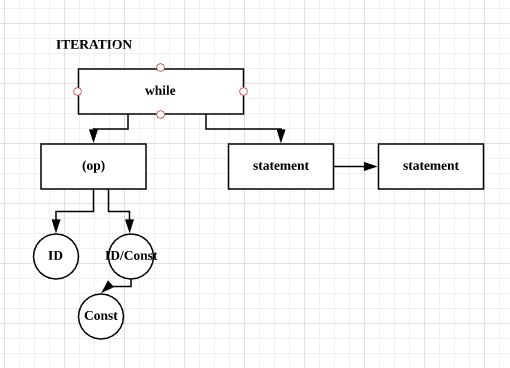 ITERATION
while
(op)
statement
statement
ID
ID/Const
Const